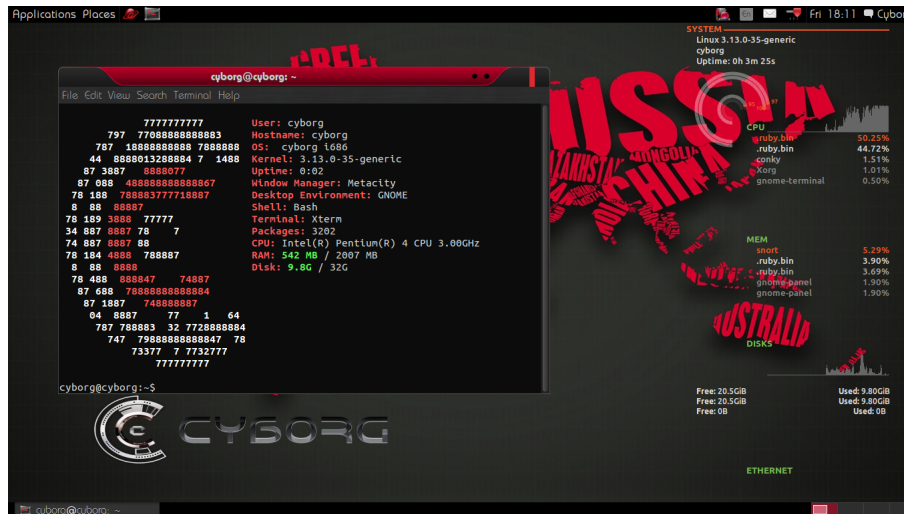 Applications Places
Fri 18:11 Cybor
cyborg@cyborg: ~
File Edit View Search Terminal Help
7777777777 User: cyborg
797 77088888888883 Hostname: cyborg
787 18888888888 7888888 OS: cyborg i686
44 8888013288884 7 1488 Kernel: 3.13.0-35-generic
87 3887 8888077 Uptime: 0:02
87 088 488888888888867 Window Manager: Metacity
78 188 788883777718887 Desktop Environment: GNOME
8 88 88887 Shell: Bash
78 189 3888 77777 Terminal: Xterm
34 887 8887 78 7 Packages: 3202
74 887 8887 88 CPU: Intel(R) Pentium(R) 4 CPU 3.00GHz
78 184 4888 788887 RAM: 542 MB / 2007 MB
8 88 8888 Disk: 9.8G / 32G
78 488 888847 74887
87 688 78888888888884
87 1887 748888887
04 8887 77 1 64
787 788883 32 7728888884
747 79888888888847 78
73377 7 7732777
777777777
cyborg@cyborg:~$
CYBORG
SYSTEM
Linux 3.13.0-35-generic
cyborg
Uptime: 0h 3m 25s
CPU
.ruby.bin 50.25%
.ruby.bin 44.72%
conky 1.51%
Xorg 1.01%
gnome-terminal 0.50%
MEM
snort 5.29%
.ruby.bin 3.90%
.ruby.bin 3.69%
gnome-panel 1.90%
gnome-panel 1.90%
DISKS
Free: 20.5GiB Used: 9.80GiB
Free: 20.5GiB Used: 9.80GiB
Free: 0B Used: 0B
ETHERNET
RUSSIA
MONGOLIA
CHINA
AUSTRALIA
cyborg@cyborg: ~